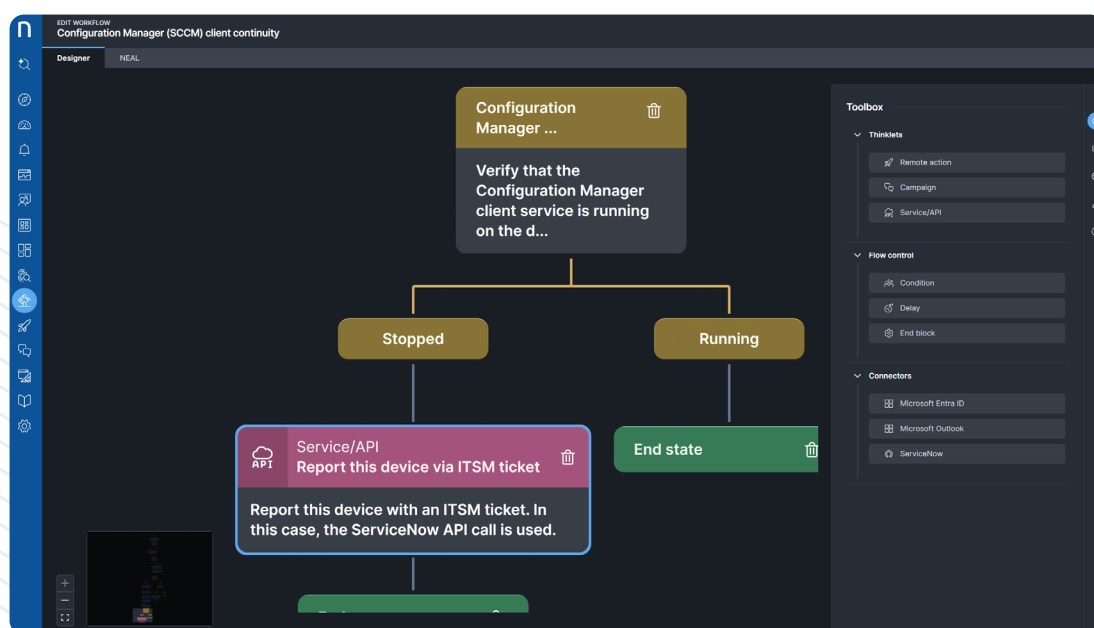 n
EDIT WORKFLOW
Configuration Manager (SCCM) client continuity
Designer
NEAL
Configuration
Manager ...
Verify that the
Configuration Manager
client service is running
on the d...
Stopped
Running
API
Service/API
Report this device via ITSM ticket
Report this device with an ITSM ticket. In
this case, the ServiceNow API call is used.
End state
Toolbox
Thinklets
Remote action
Campaign
Service/API
Flow control
Condition
Delay
End block
Connectors
Microsoft Entra ID
Microsoft Outlook
ServiceNow